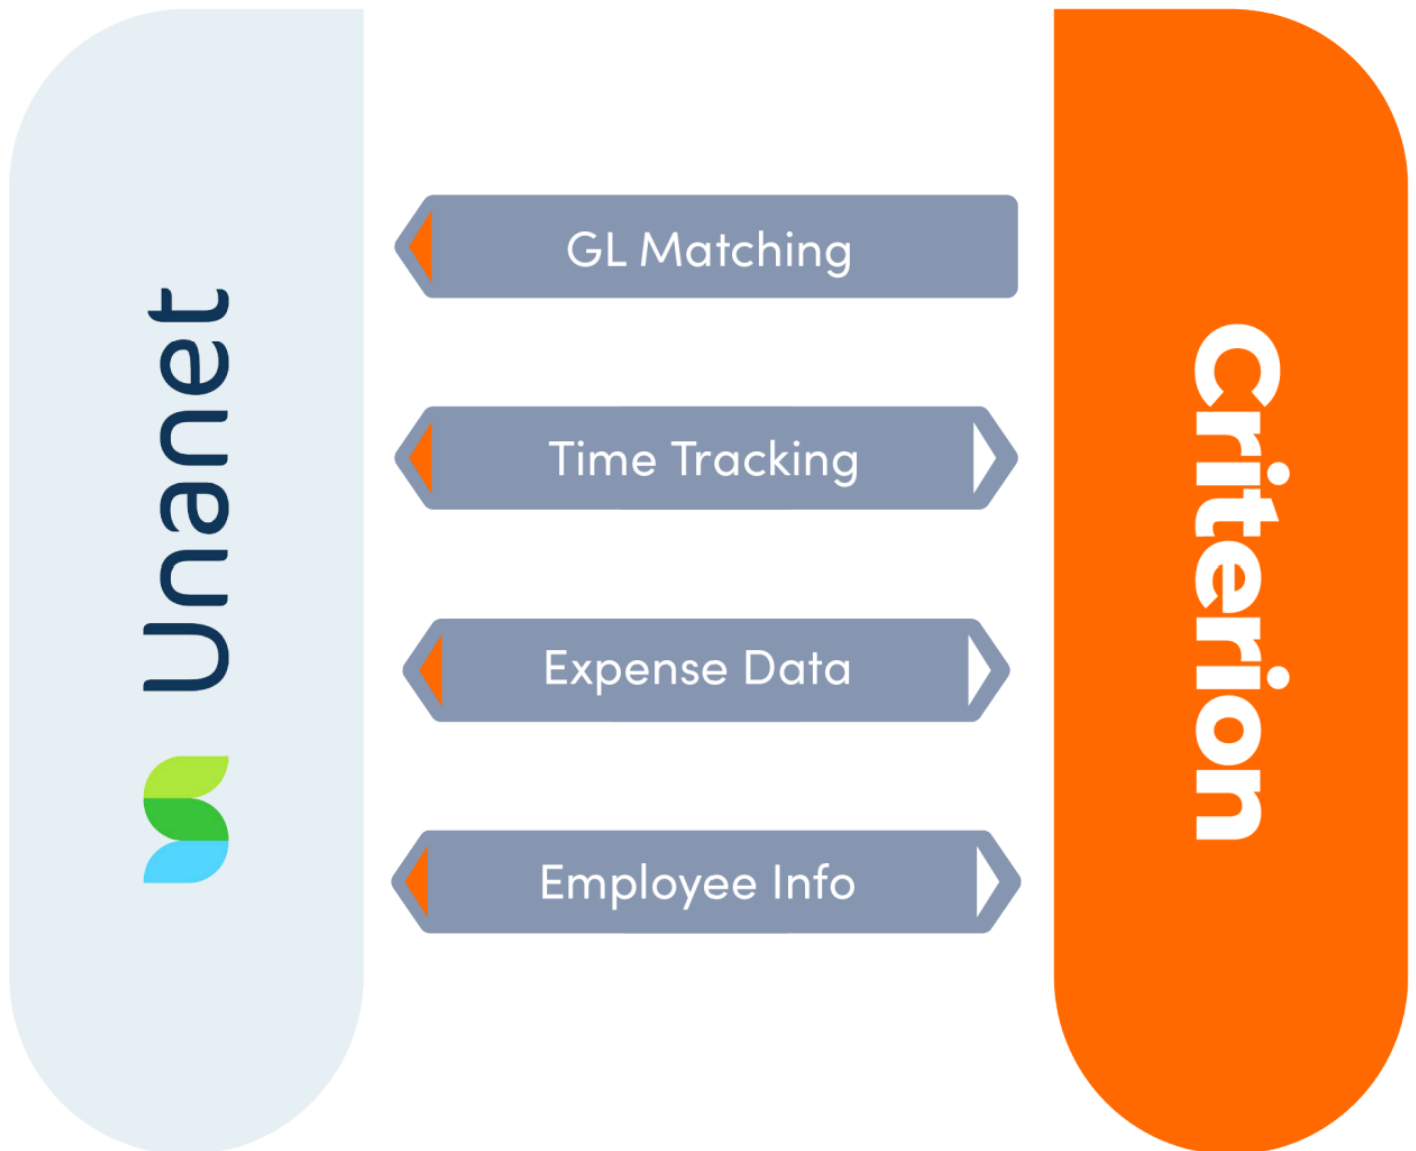 Unanet
GL Matching
Time Tracking
Expense Data
Employee Info
Criterion